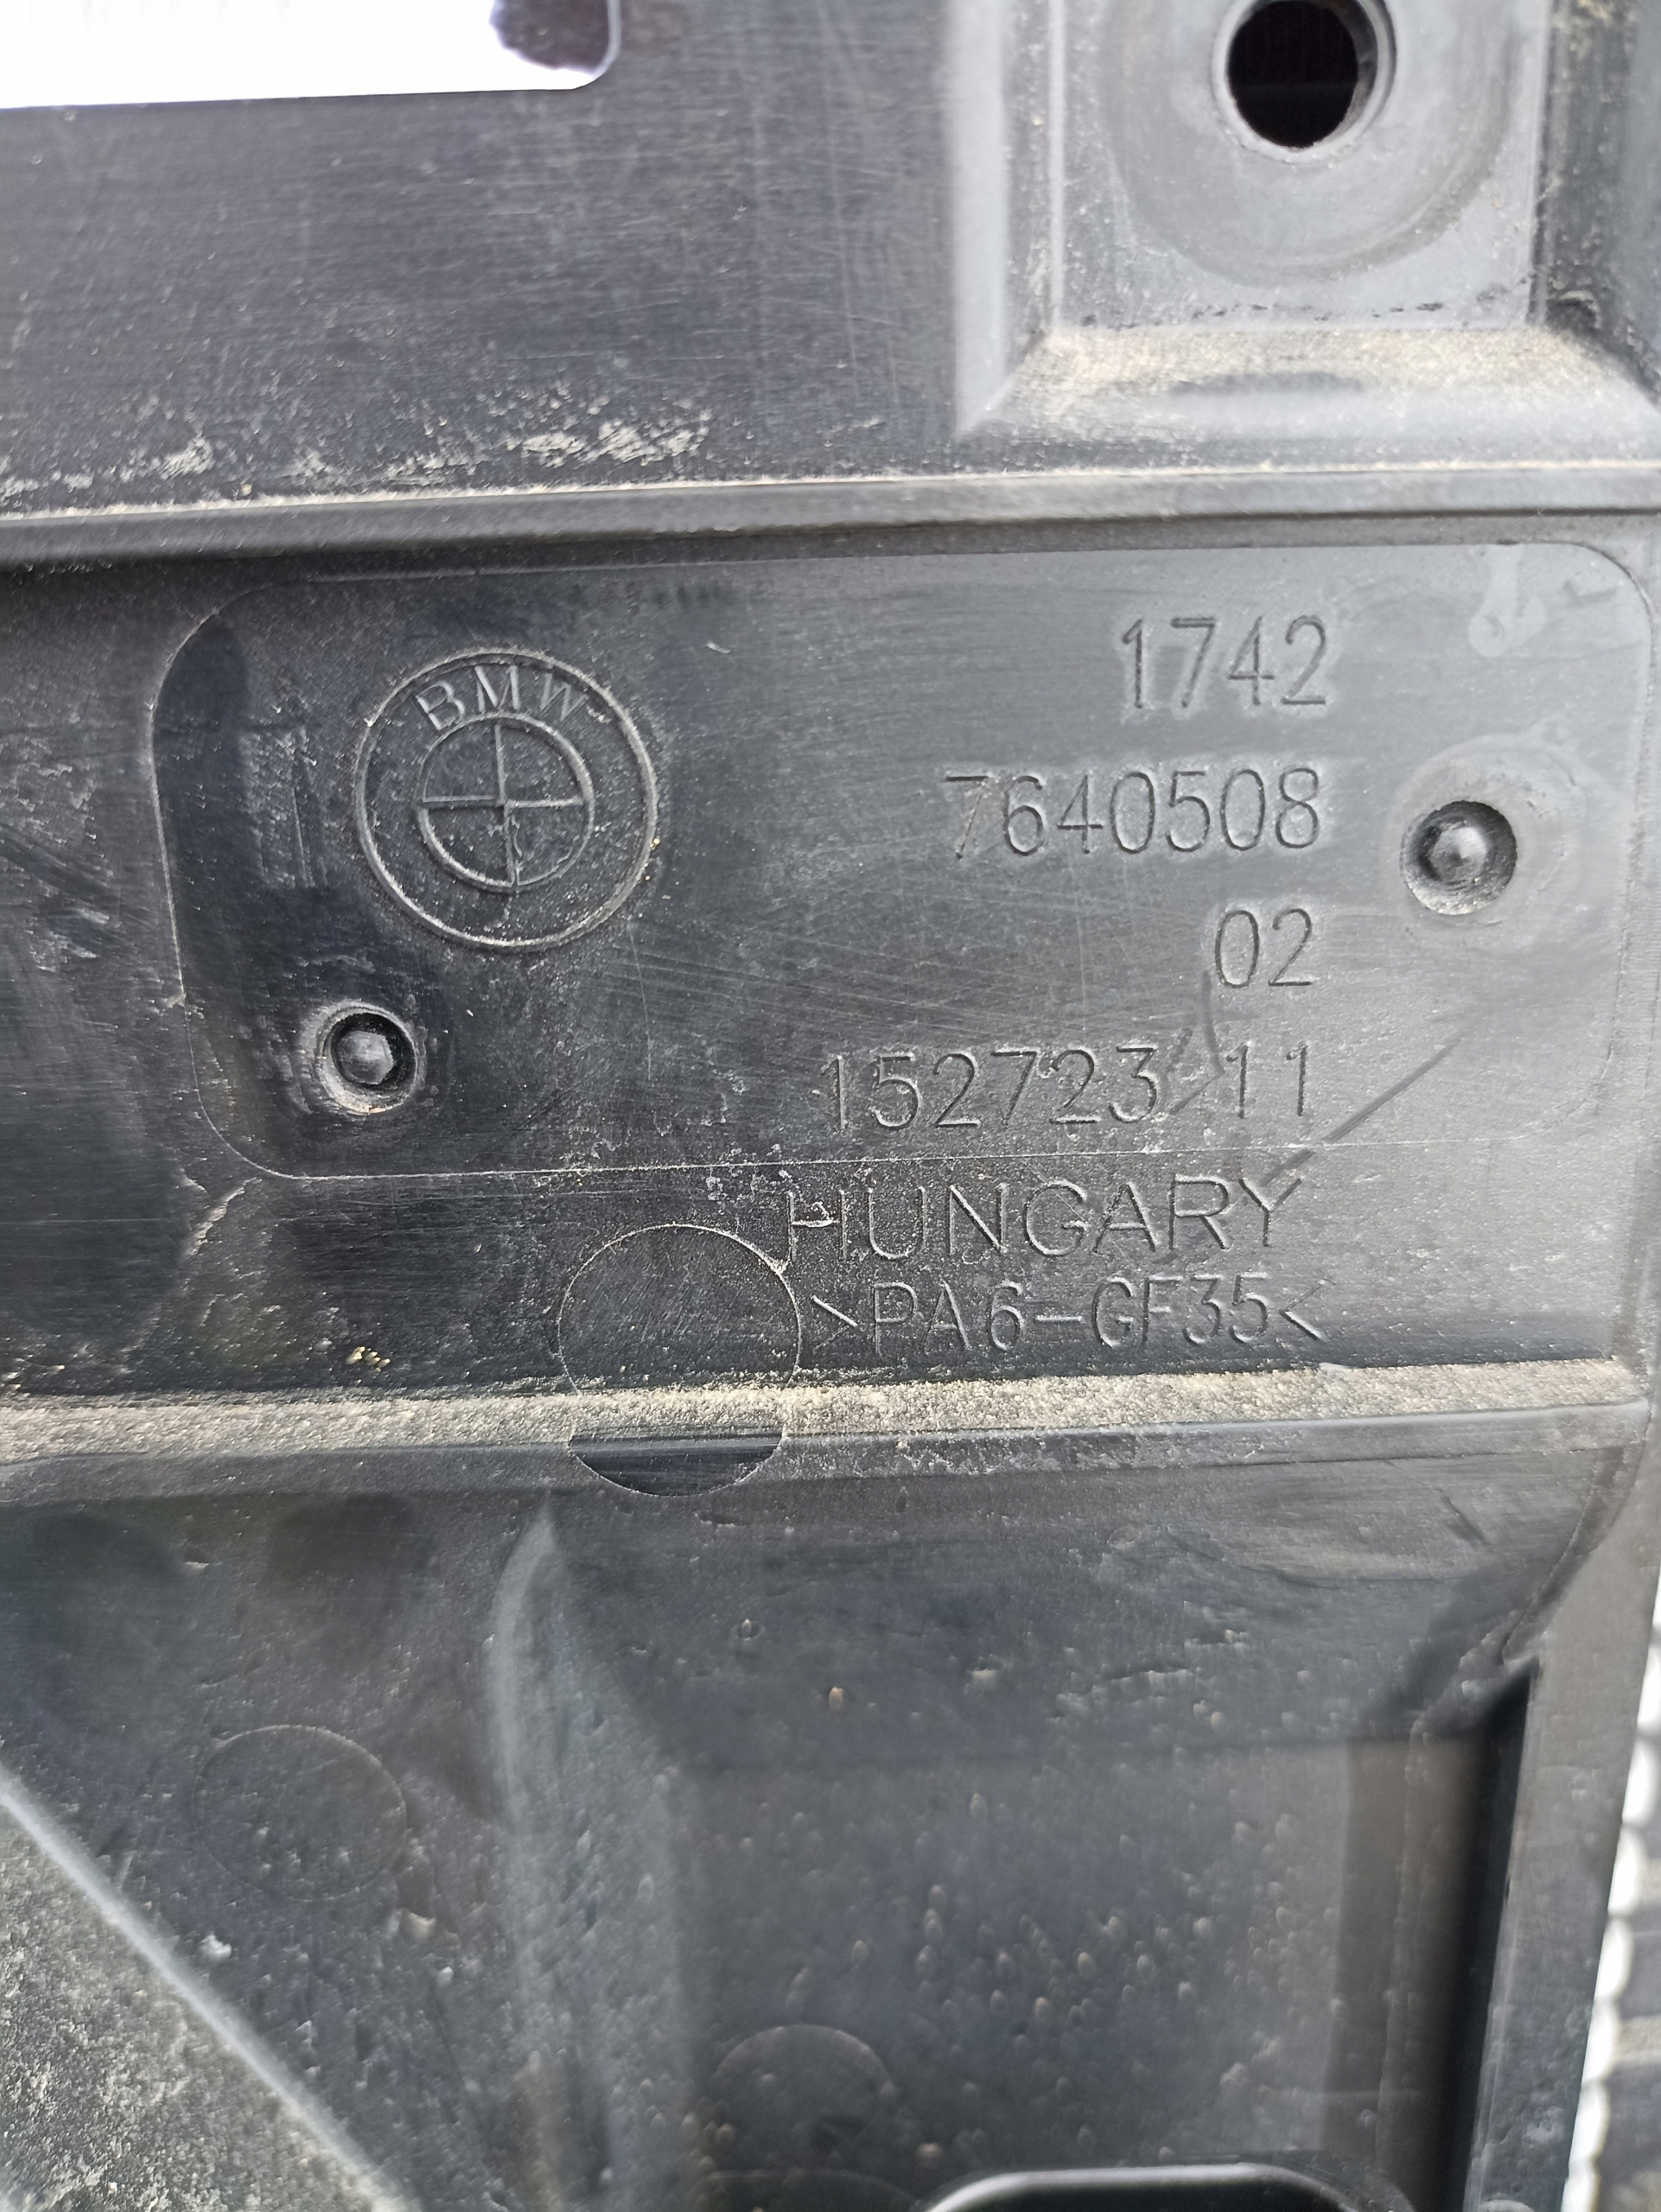 BMW
1742
7640508
02
152723-11
HUNGARY
>PA6-GF35<